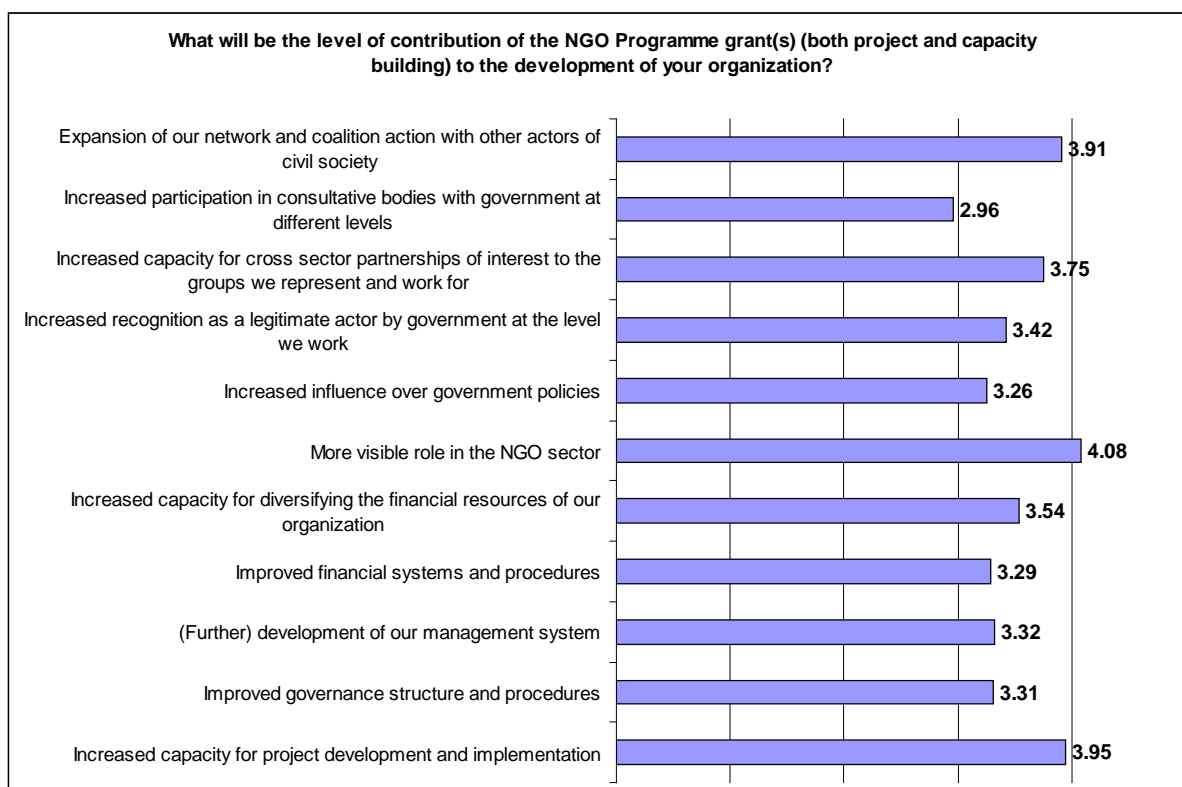 What will be the level of contribution of the NGO Programme grant(s) (both project and capacity
building) to the development of your organization?
Expansion of our network and coalition action with other actors of
civil society
3.91
Increased participation in consultative bodies with government at
different levels
2.96
Increased capacity for cross sector partnerships of interest to the
groups we represent and work for
3.75
Increased recognition as a legitimate actor by government at the level
we work
3.42
Increased influence over government policies
3.26
More visible role in the NGO sector
4.08
Increased capacity for diversifying the financial resources of our
organization
3.54
Improved financial systems and procedures
3.29
(Further) development of our management system
3.32
Improved governance structure and procedures
3.31
Increased capacity for project development and implementation
3.95